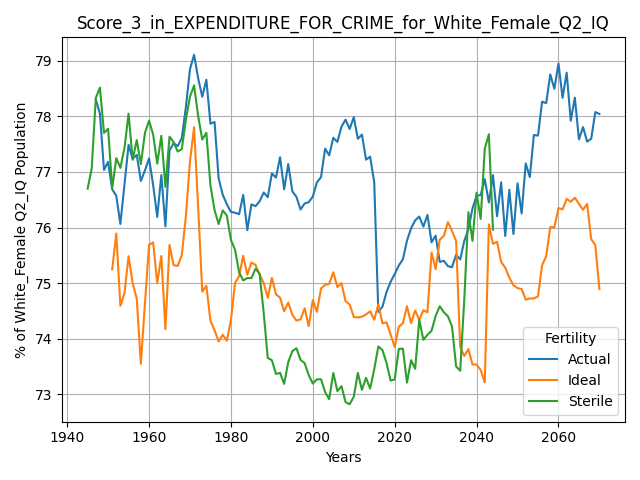 Score_3_in_EXPENDITURE_FOR_CRIME_for_White_Female_Q2_IQ
% of White_Female Q2_IQ Population
79
78
77
76
75
74
73
1940
1960
1980
2000
2020
2040
2060
Years
Fertility
Actual
Ideal
Sterile